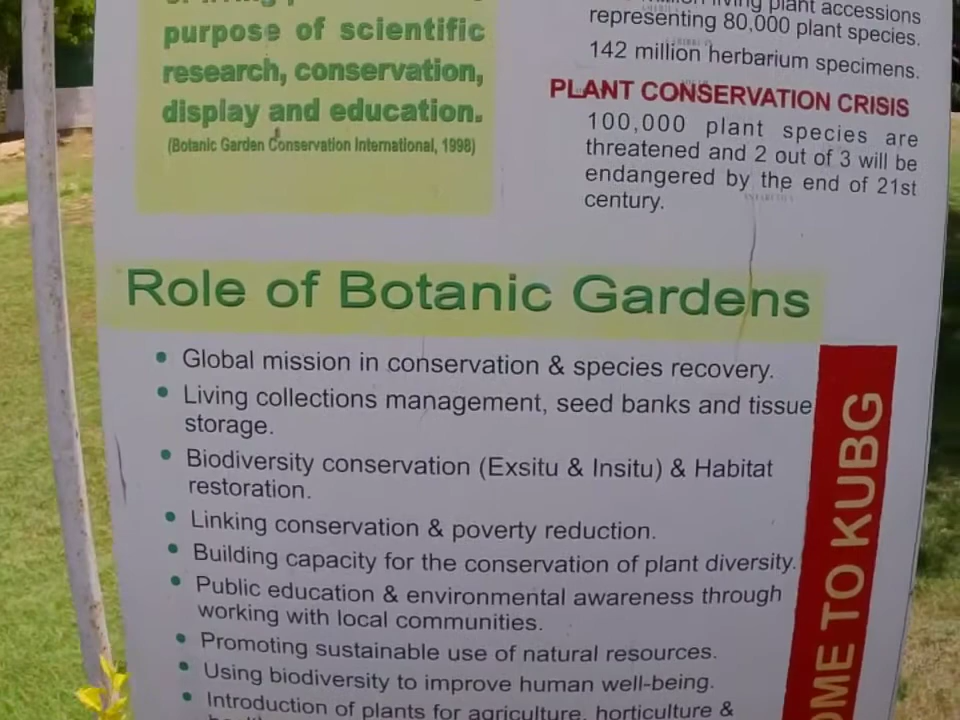 purpose of scientific
research, conservation,
display and education.
(Botanic Garden Conservation International, 1998)
living plant accessions
representing 80,000 plant species.
142 million herbarium specimens.
PLANT CONSERVATION CRISIS
100,000 plant species are
threatened and 2 out of 3 will be
endangered by the end of 21st
century.
Role of Botanic Gardens
• Global mission in conservation & species recovery.
• Living collections management, seed banks and tissue
storage.
• Biodiversity conservation (Exsitu & Insitu) & Habitat
restoration.
• Linking conservation & poverty reduction.
• Building capacity for the conservation of plant diversity.
• Public education & environmental awareness through
working with local communities.
• Promoting sustainable use of natural resources.
• Using biodiversity to improve human well-being.
• Introduction of plants for agriculture, horticulture &
OME TO KUBG